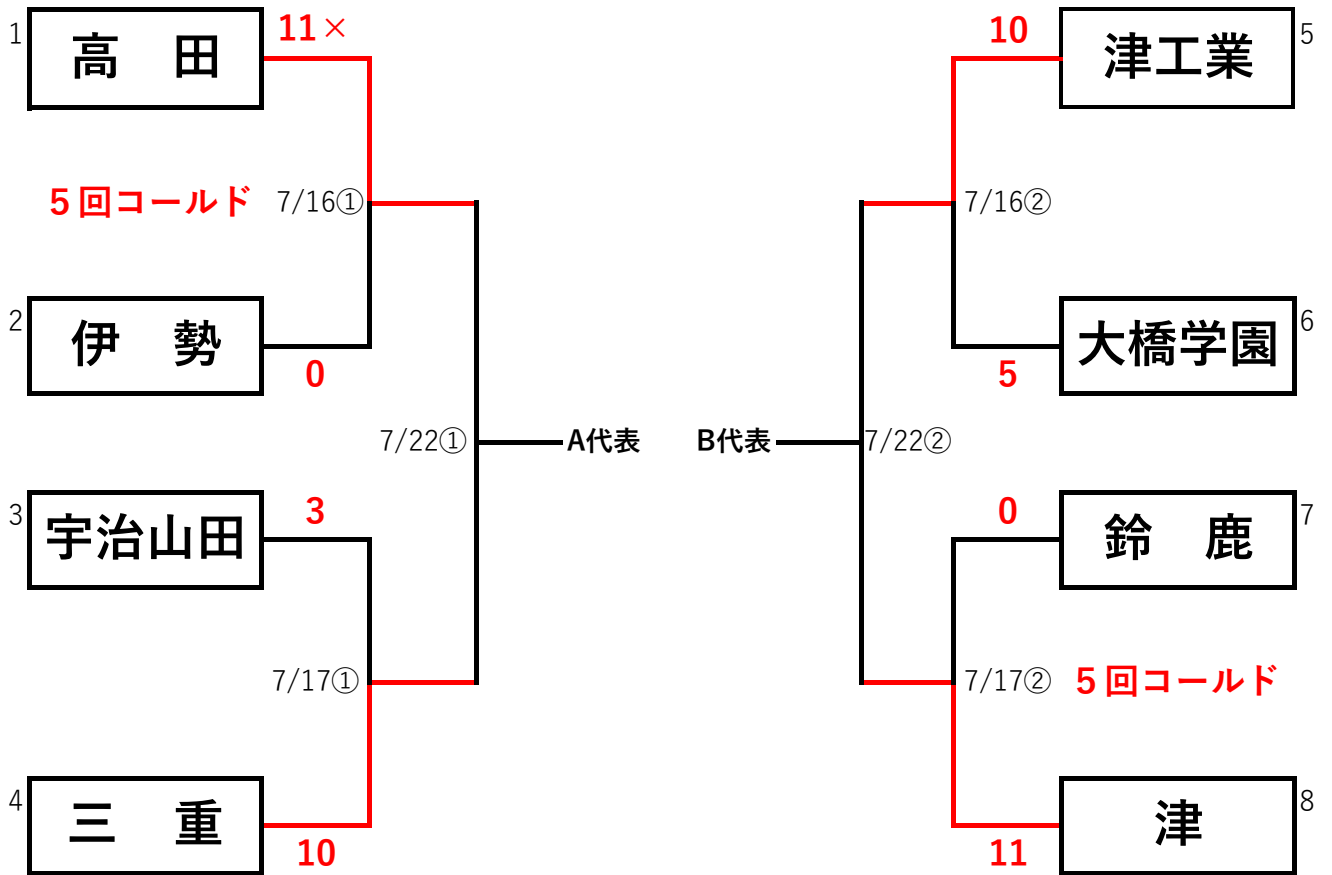 1
高　田
11×
5回コールド
7/16①
2
伊　勢
0
7/22①
A代表
3
宇治山田
3
7/17①
4
三　重
10
10
津工業
5
7/16②
大橋学園
6
5
B代表
7/22②
0
鈴　鹿
7
7/17②
5回コールド
津
8
11